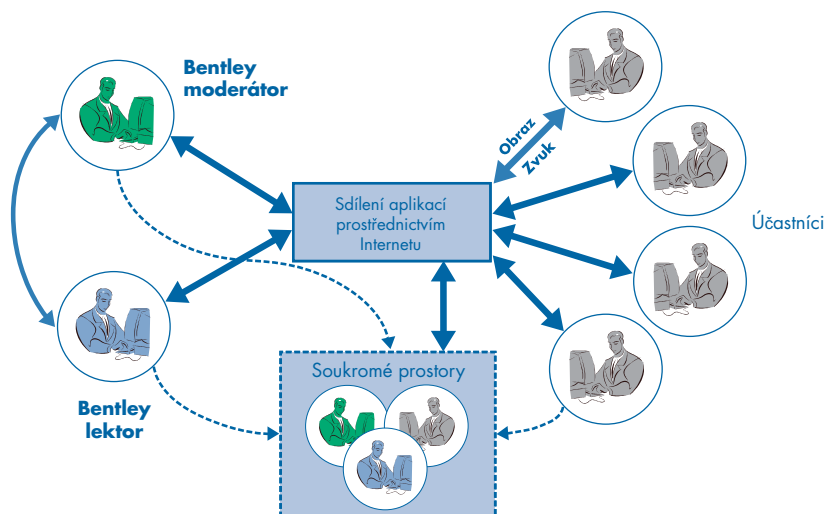 Bentley
moderátor
Obraz
Zvuk
Sdílení aplikací
prostřednictvím
Internetu
Účastníci
Soukromé prostory
Bentley
lektor